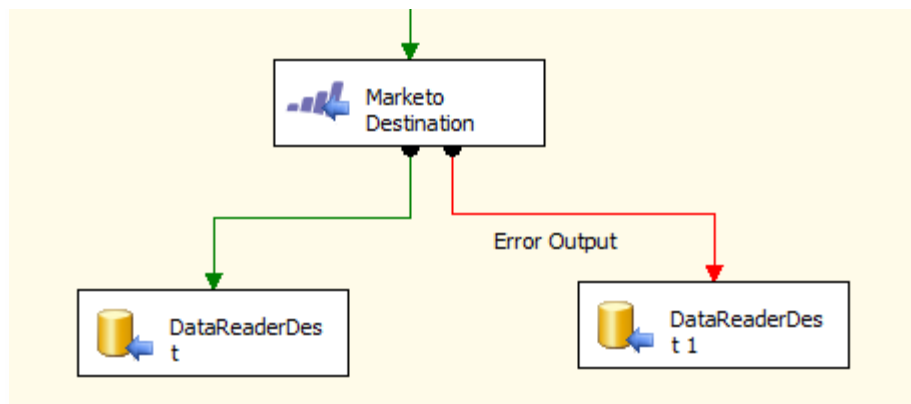 Marketo
Destination
Error Output
DataReaderDes
t
DataReaderDes
t 1